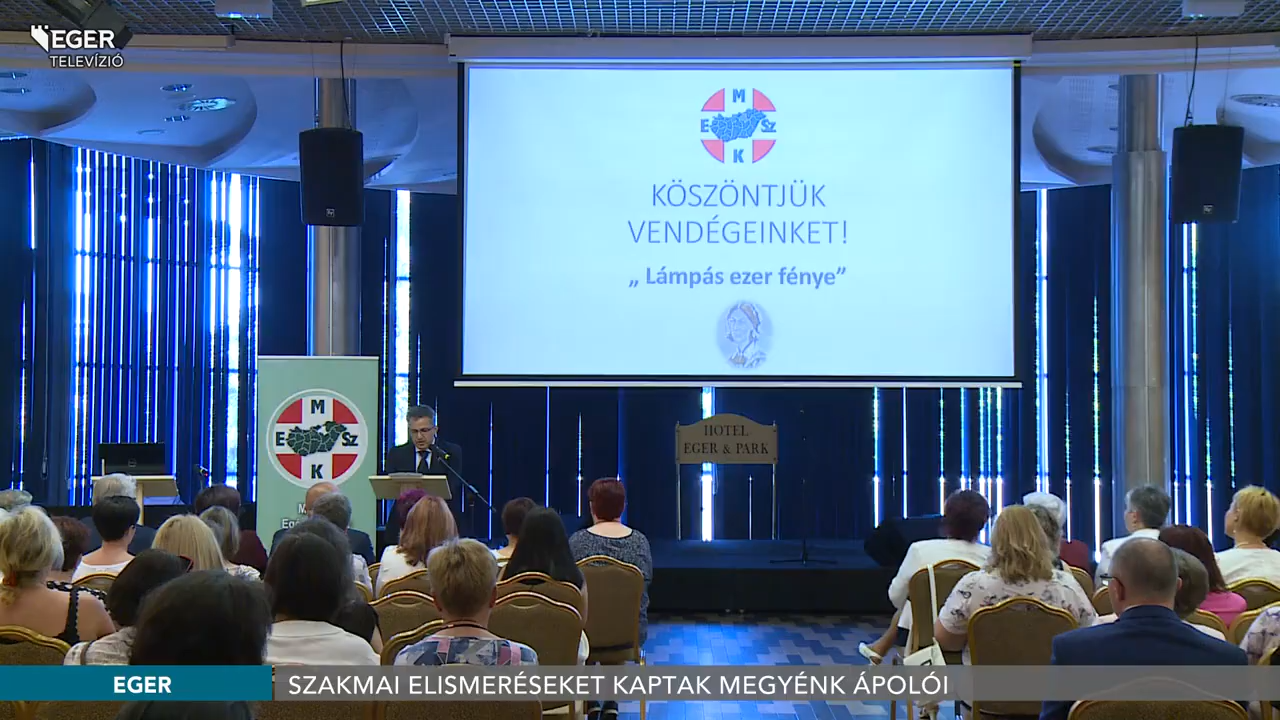 EGER
TELEVÍZIÓ
M
E Sz
K
KÖSZÖNTJÜK
VENDÉGEINKET!
„ Lámpás ezer fénye”
M
E Sz
K
HOTEL
EGER & PARK
EGER
SZAKMAI ELISMERÉSEKET KAPTAK MEGYÉNK ÁPOLÓI